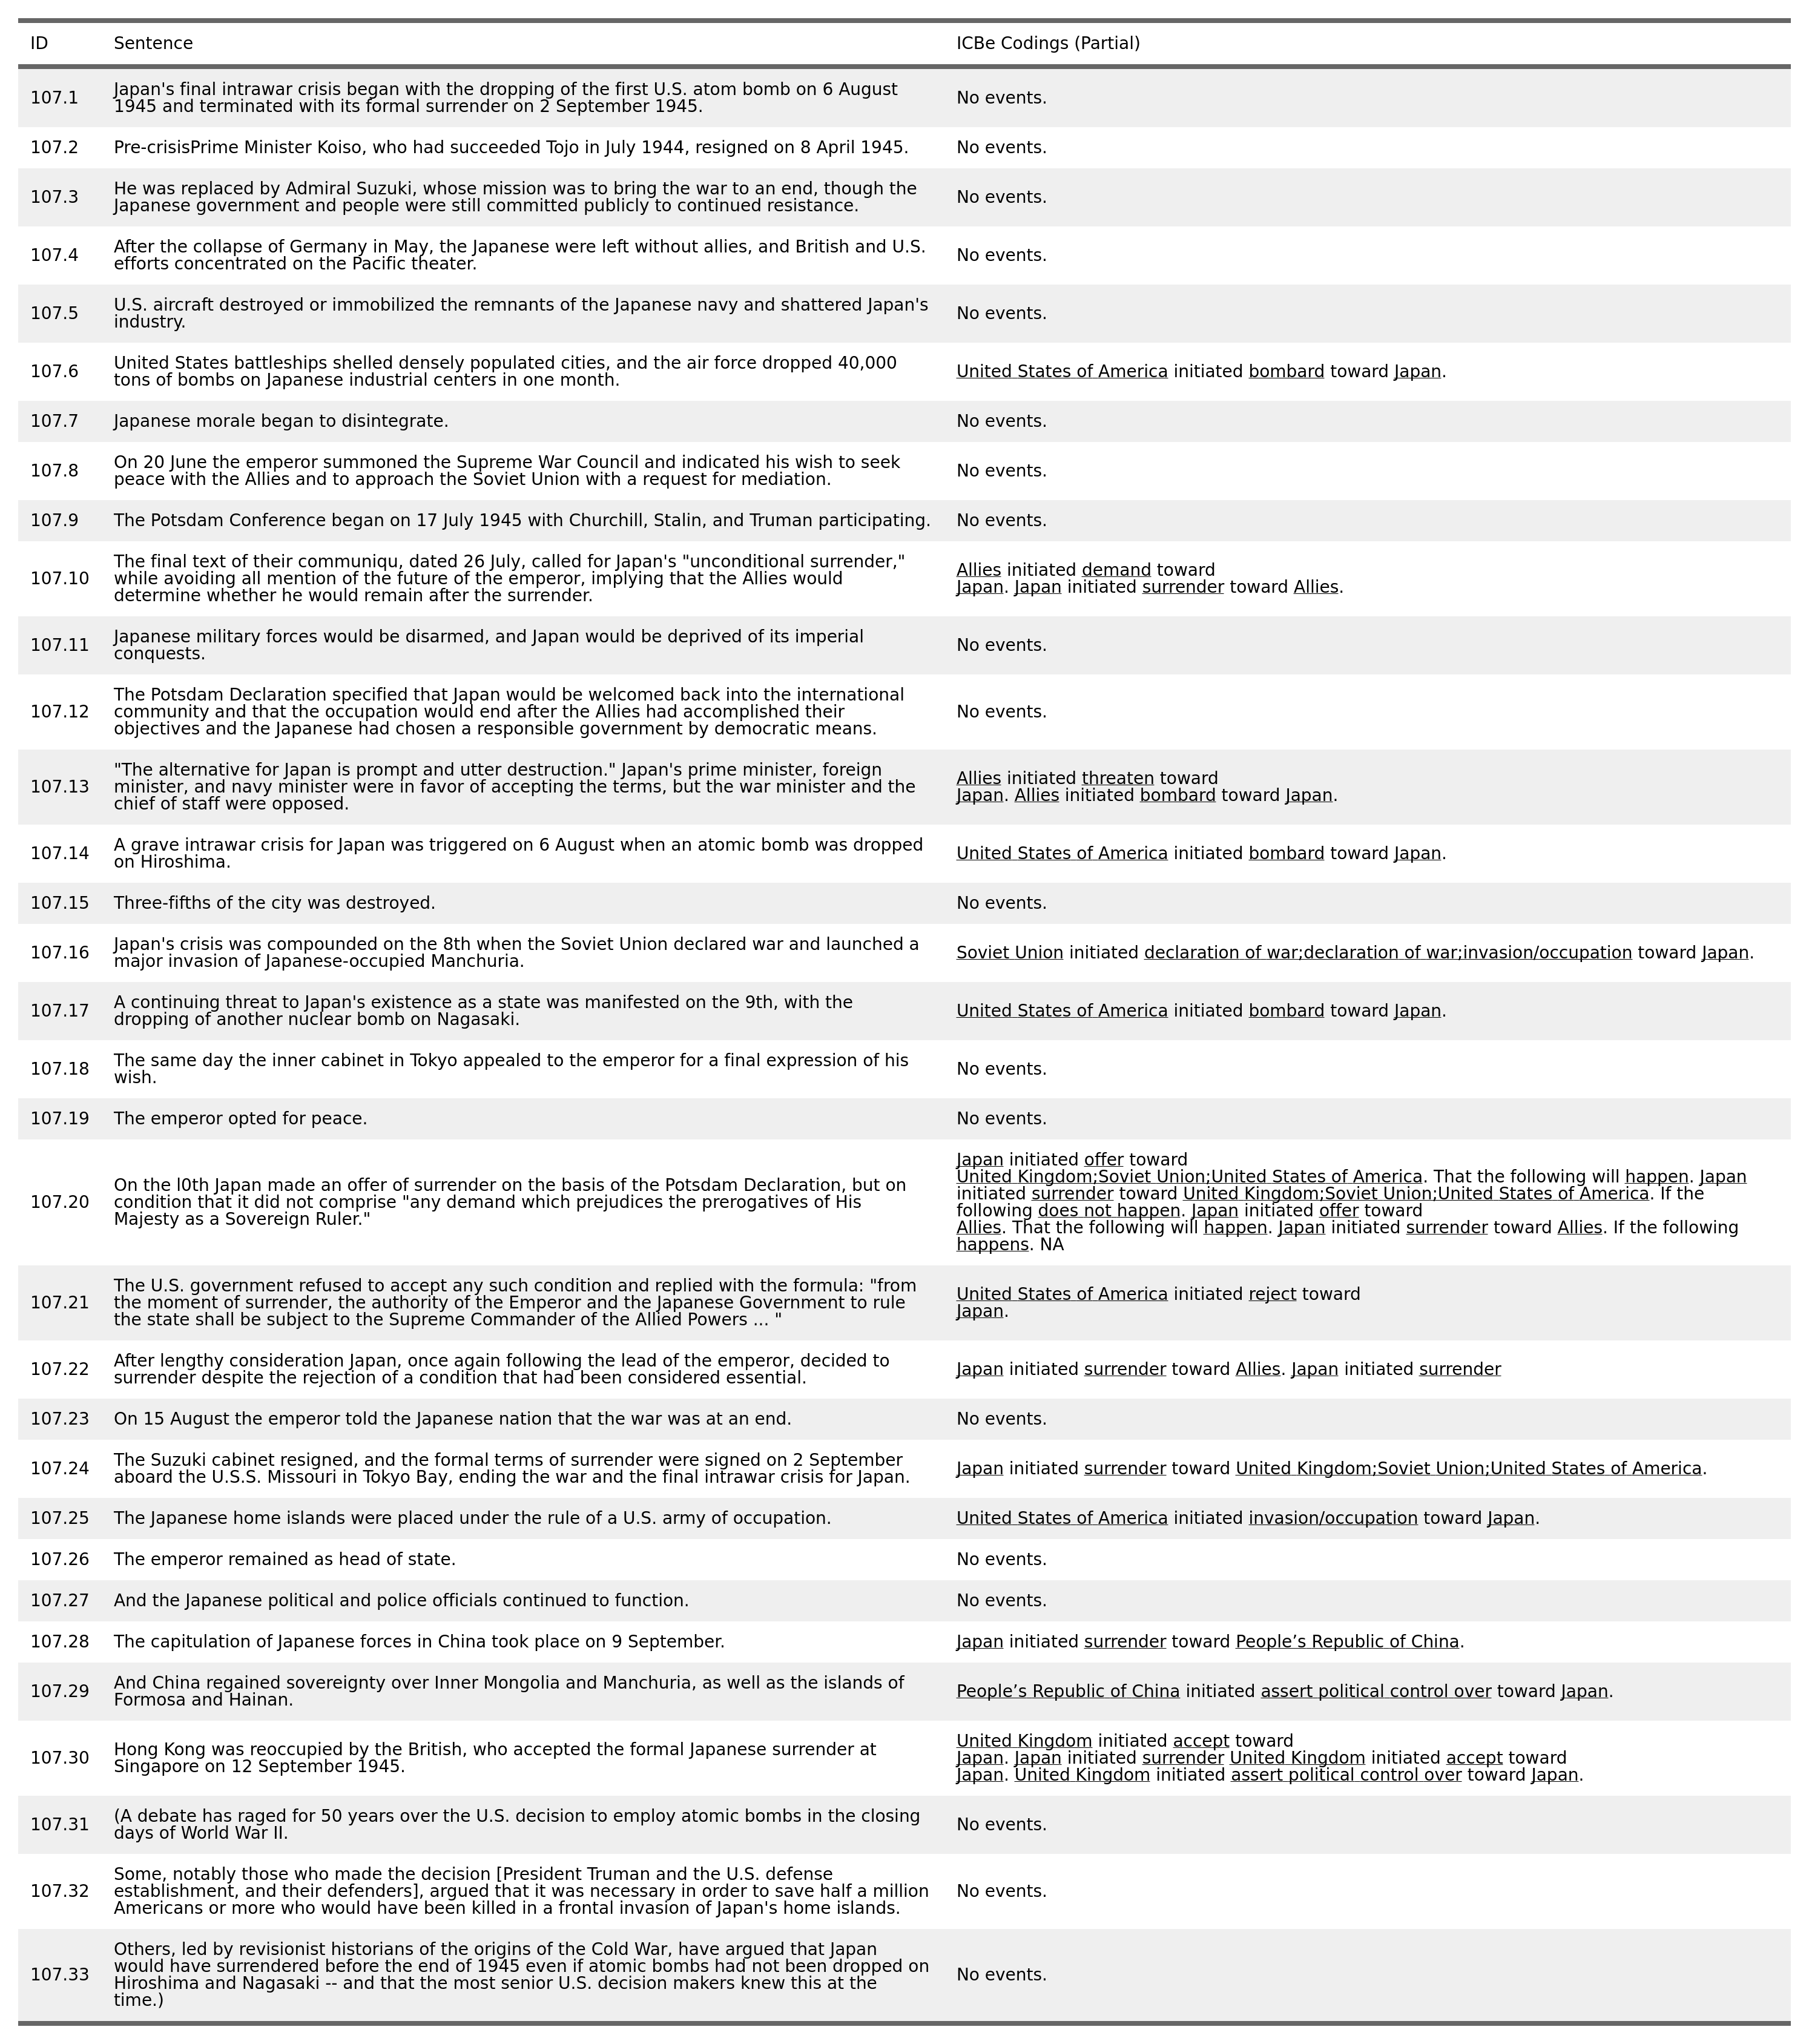 ID Sentence ICBe Codings (Partial)
107.1 Japan's final intrawar crisis began with the dropping of the first U.S. atom bomb on 6 August
1945 and terminated with its formal surrender on 2 September 1945. No events.
107.2 Pre-crisisPrime Minister Koiso, who had succeeded Tojo in July 1944, resigned on 8 April 1945. No events.
107.3 He was replaced by Admiral Suzuki, whose mission was to bring the war to an end, though the
Japanese government and people were still committed publicly to continued resistance. No events.
107.4 After the collapse of Germany in May, the Japanese were left without allies, and British and U.S.
efforts concentrated on the Pacific theater. No events.
107.5 U.S. aircraft destroyed or immobilized the remnants of the Japanese navy and shattered Japan's
industry. No events.
107.6 United States battleships shelled densely populated cities, and the air force dropped 40,000
tons of bombs on Japanese industrial centers in one month. United States of America initiated bombard toward Japan.
107.7 Japanese morale began to disintegrate. No events.
107.8 On 20 June the emperor summoned the Supreme War Council and indicated his wish to seek
peace with the Allies and to approach the Soviet Union with a request for mediation. No events.
107.9 The Potsdam Conference began on 17 July 1945 with Churchill, Stalin, and Truman participating. No events.
107.10 The final text of their communiqu, dated 26 July, called for Japan's "unconditional surrender,"
while avoiding all mention of the future of the emperor, implying that the Allies would
determine whether he would remain after the surrender.
Allies initiated demand toward
Japan. Japan initiated surrender toward Allies.
107.11 Japanese military forces would be disarmed, and Japan would be deprived of its imperial
conquests. No events.
107.12 The Potsdam Declaration specified that Japan would be welcomed back into the international
community and that the occupation would end after the Allies had accomplished their
objectives and the Japanese had chosen a responsible government by democratic means. No events.
107.13 "The alternative for Japan is prompt and utter destruction." Japan's prime minister, foreign
minister, and navy minister were in favor of accepting the terms, but the war minister and the
chief of staff were opposed.
Allies initiated threaten toward
Japan. Allies initiated bombard toward Japan.
107.14 A grave intrawar crisis for Japan was triggered on 6 August when an atomic bomb was dropped
on Hiroshima. United States of America initiated bombard toward Japan.
107.15 Three-fifths of the city was destroyed. No events.
107.16 Japan's crisis was compounded on the 8th when the Soviet Union declared war and launched a
major invasion of Japanese-occupied Manchuria. Soviet Union initiated declaration of war;declaration of war;invasion/occupation toward Japan.
107.17 A continuing threat to Japan's existence as a state was manifested on the 9th, with the
dropping of another nuclear bomb on Nagasaki. United States of America initiated bombard toward Japan.
107.18 The same day the inner cabinet in Tokyo appealed to the emperor for a final expression of his
wish. No events.
107.19 The emperor opted for peace. No events.
107.20 On the l0th Japan made an offer of surrender on the basis of the Potsdam Declaration, but on
condition that it did not comprise "any demand which prejudices the prerogatives of His
Majesty as a Sovereign Ruler."
Japan initiated offer toward
United Kingdom;Soviet Union;United States of America. That the following will happen. Japan
initiated surrender toward United Kingdom;Soviet Union;United States of America. If the
following does not happen. Japan initiated offer toward
Allies. That the following will happen. Japan initiated surrender toward Allies. If the following
happens. NA
107.21 The U.S. government refused to accept any such condition and replied with the formula: "from
the moment of surrender, the authority of the Emperor and the Japanese Government to rule
the state shall be subject to the Supreme Commander of the Allied Powers ... "
United States of America initiated reject toward
Japan.
107.22 After lengthy consideration Japan, once again following the lead of the emperor, decided to
surrender despite the rejection of a condition that had been considered essential. Japan initiated surrender toward Allies. Japan initiated surrender
107.23 On 15 August the emperor told the Japanese nation that the war was at an end. No events.
107.24 The Suzuki cabinet resigned, and the formal terms of surrender were signed on 2 September
aboard the U.S.S. Missouri in Tokyo Bay, ending the war and the final intrawar crisis for Japan. Japan initiated surrender toward United Kingdom;Soviet Union;United States of America.
107.25 The Japanese home islands were placed under the rule of a U.S. army of occupation. United States of America initiated invasion/occupation toward Japan.
107.26 The emperor remained as head of state. No events.
107.27 And the Japanese political and police officials continued to function. No events.
107.28 The capitulation of Japanese forces in China took place on 9 September. Japan initiated surrender toward People’s Republic of China.
107.29 And China regained sovereignty over Inner Mongolia and Manchuria, as well as the islands of
Formosa and Hainan. People’s Republic of China initiated assert political control over toward Japan.
107.30 Hong Kong was reoccupied by the British, who accepted the formal Japanese surrender at
Singapore on 12 September 1945.
United Kingdom initiated accept toward
Japan. Japan initiated surrender United Kingdom initiated accept toward
Japan. United Kingdom initiated assert political control over toward Japan.
107.31 (A debate has raged for 50 years over the U.S. decision to employ atomic bombs in the closing
days of World War II. No events.
107.32 Some, notably those who made the decision [President Truman and the U.S. defense
establishment, and their defenders], argued that it was necessary in order to save half a million
Americans or more who would have been killed in a frontal invasion of Japan's home islands. No events.
107.33 Others, led by revisionist historians of the origins of the Cold War, have argued that Japan
would have surrendered before the end of 1945 even if atomic bombs had not been dropped on
Hiroshima and Nagasaki -- and that the most senior U.S. decision makers knew this at the
time.) No events.